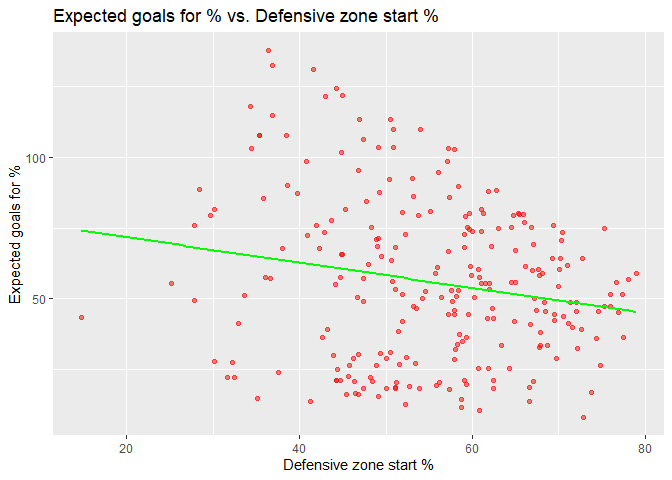 Expected goals for % vs. Defensive zone start %
Expected goals for %
100
50
20
40
60
80
Defensive zone start %